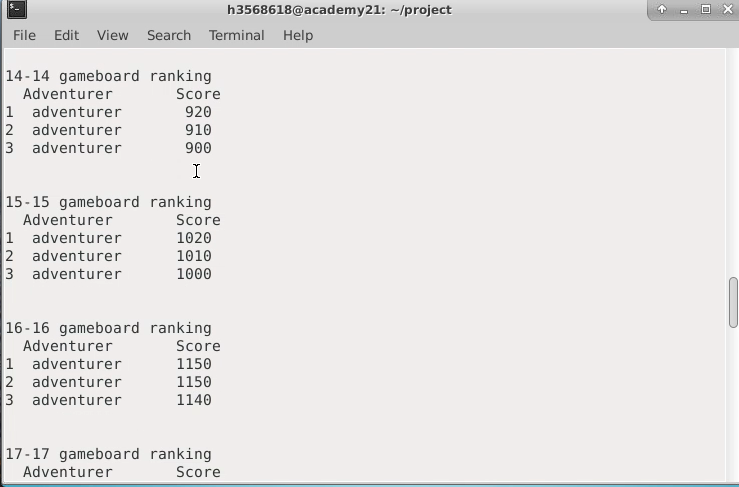 h3568618@academy21: ~/project
File Edit View Search Terminal Help
14-14 gameboard ranking
Adventurer Score
1 adventurer 920
2 adventurer 910
3 adventurer 900
15-15 gameboard ranking
Adventurer Score
1 adventurer 1020
2 adventurer 1010
3 adventurer 1000
16-16 gameboard ranking
Adventurer Score
1 adventurer 1150
2 adventurer 1150
3 adventurer 1140
17-17 gameboard ranking
Adventurer Score